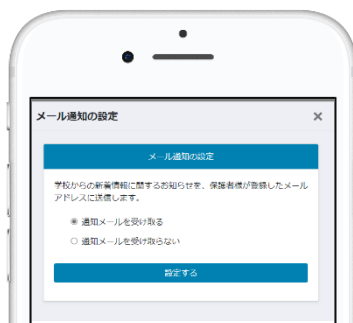 メール通知の設定
メール通知の設定
学校からの新着情報に関するお知らせを、保護者様が登録したメール
アドレスに送信します。
通知メールを受け取る
通知メールを受け取らない
設定する